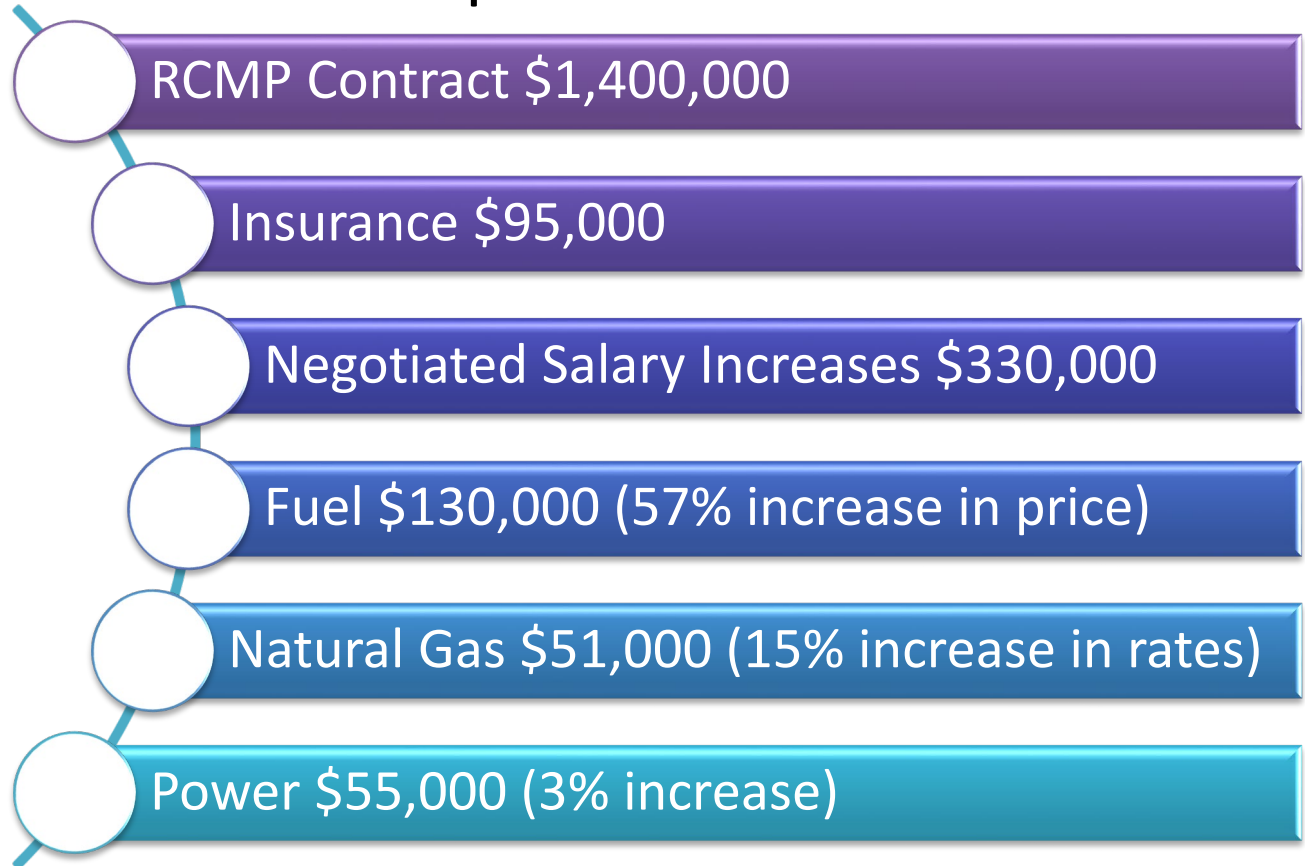 RCMP Contract $1,400,000
Insurance $95,000
Negotiated Salary Increases $330,000
Fuel $130,000 (57% increase in price)
Natural Gas $51,000 (15% increase in rates)
Power $55,000 (3% increase)